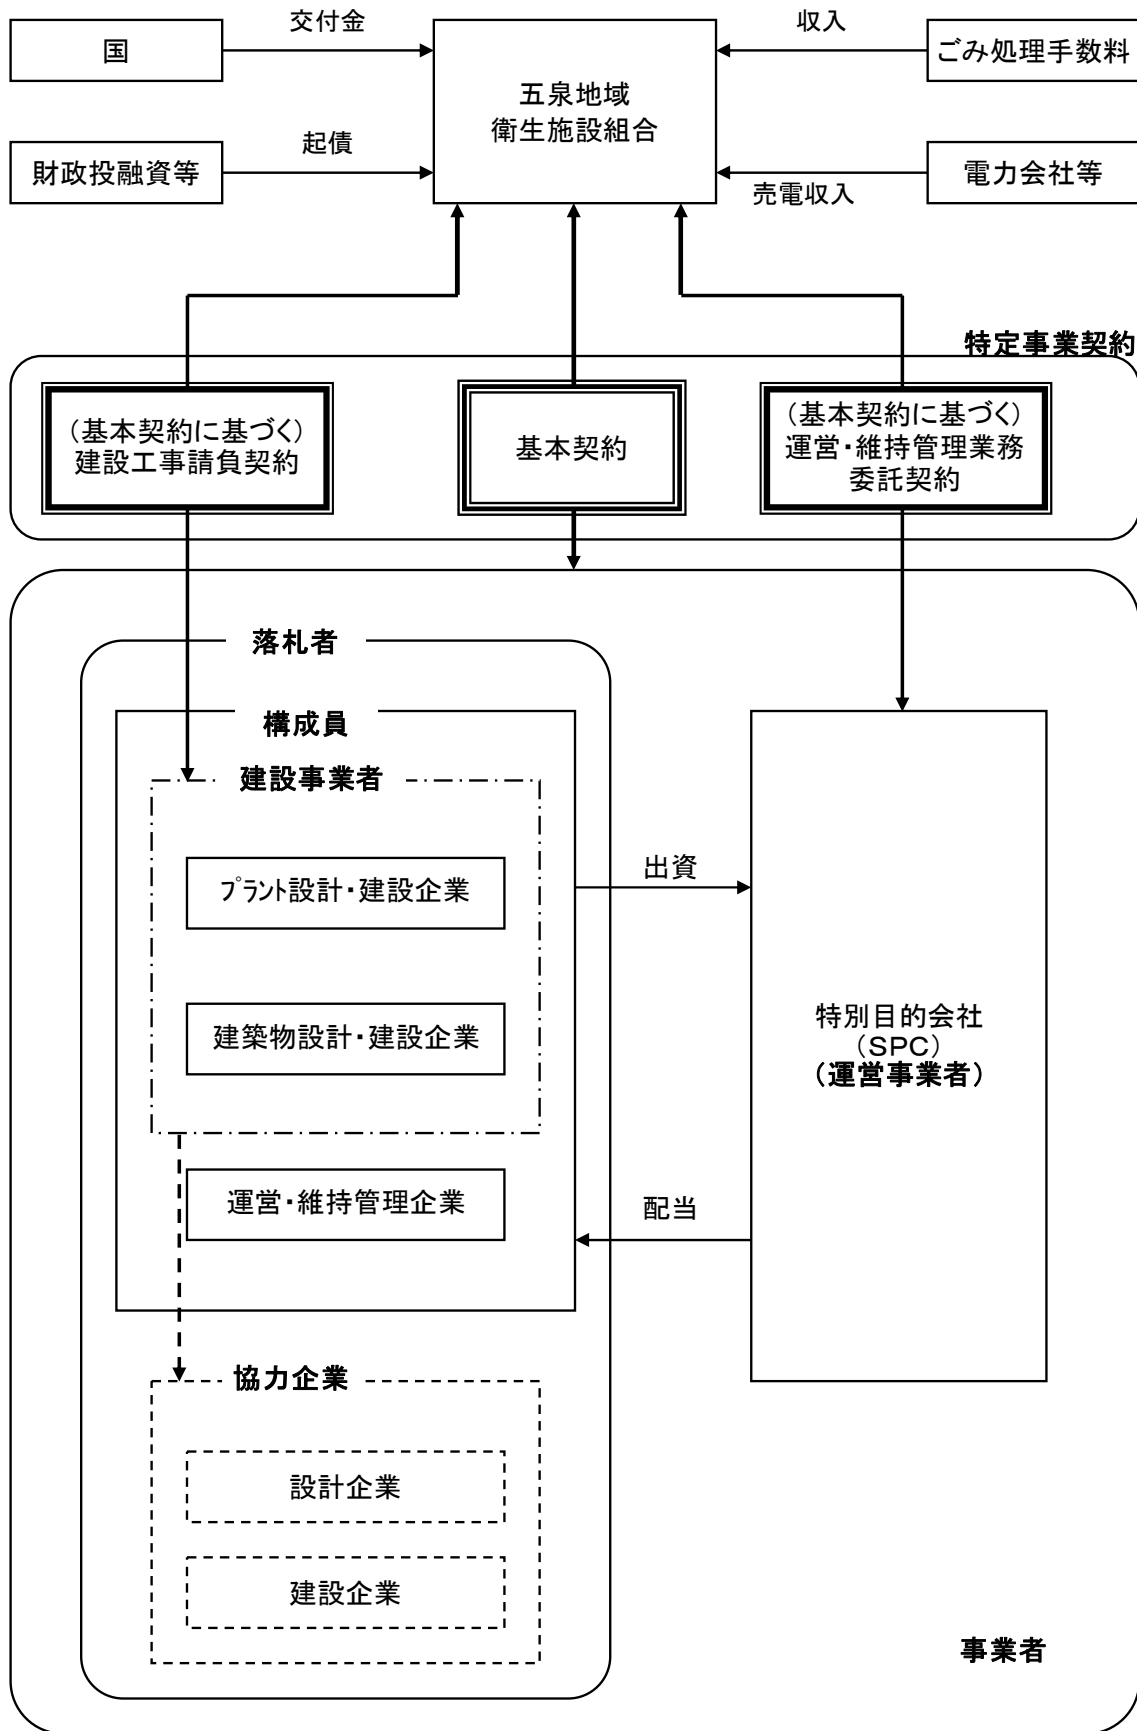 交付金
収入
国
ごみ処理手数料
五泉地域
衛生施設組合
起債
財政投融資等
電力会社等
売電収入
特定事業契約
(基本契約に基づく)
建設工事請負契約
基本契約
(基本契約に基づく)
運営・維持管理業務
委託契約
落札者
構成員
建設事業者
プラント設計・建設企業
出資
建築物設計・建設企業
特別目的会社
(SPC)
(運営事業者)
運営・維持管理企業
配当
協力企業
設計企業
建設企業
事業者